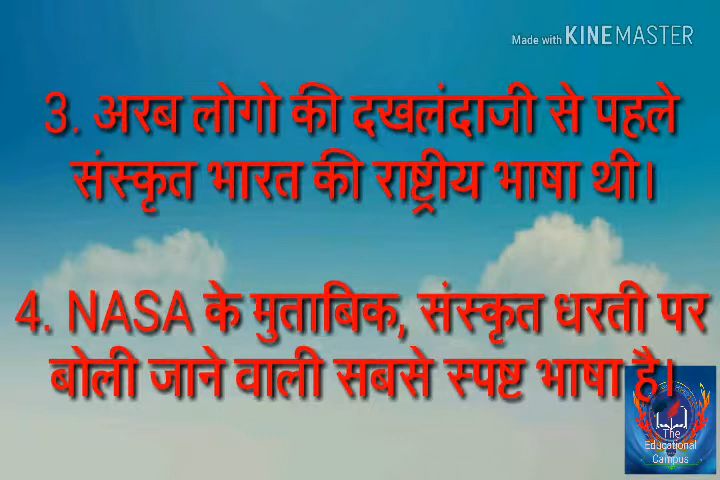 Made with KINEMASTER
3. अरब लोगो की दखलंदाजी से पहले
संस्कृत भारत की राष्ट्रीय भाषा थी।
4. NASA के मुताबिक, संस्कृत धरती पर
बोली जाने वाली सबसे स्पष्ट भाषा है।
The
Educational
Campus